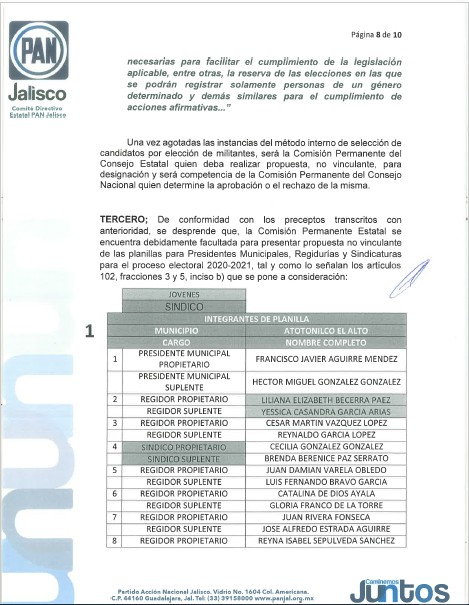 PAN
Jalisco
Comité Directivo
Estatal PAN Jalisco
Página 8 de 10
necesarias para facilitar el cumplimiento de la legislación
aplicable, entre otras, la reserva de las elecciones en las que
se podrán registrar solamente personas de un género
determinado y demás similares para el cumplimiento de
acciones afirmativas..."
Una vez agotadas las instancias del método interno de selección de
candidatos por elección de militantes, será la Comisión Permanente del
Consejo Estatal quien deba realizar propuesta, no vinculante, para
designación y será competencia de la Comisión Permanente del Consejo
Nacional quien determine la aprobación o el rechazo de la misma.
TERCERO; De conformidad con los preceptos transcritos con
anterioridad, se desprende que, la Comisión Permanente Estatal se
encuentra debidamente facultada para presentar propuesta no vinculante
de las planillas para Presidentes Municipales, Regidurías y Sindicaturas
para el proceso electoral 2020-2021, tal y como lo señalan los artículos
102, fracciones 3 y 5, inciso b) que se pone a consideración:
JOVENES
SINDICO
1
INTEGRANTES DE PLANILLA
MUNICIPIO ATOTONILCO EL ALTO
CARGO NOMBRE COMPLETO
1 PRESIDENTE MUNICIPAL PROPIETARIO FRANCISCO JAVIER AGUIRRE MENDEZ
PRESIDENTE MUNICIPAL SUPLENTE HECTOR MIGUEL GONZALEZ GONZALEZ
2 REGIDOR PROPIETARIO LILIANA ELIZABETH BECERRA PAEZ
REGIDOR SUPLENTE YESSICA CASANDRA GARCIA ARIAS
3 REGIDOR PROPIETARIO CESAR MARTIN VAZQUEZ LOPEZ
REGIDOR SUPLENTE REYNALDO GARCIA LOPEZ
4 SINDICO PROPIETARIO CECILIA GONZALEZ GONZALEZ
SINDICO SUPLENTE BRENDA BERENICE PAZ SERRATO
5 REGIDOR PROPIETARIO JUAN DAMIAN VARELA OBLEDO
REGIDOR SUPLENTE LUIS FERNANDO BRAVO GARCIA
6 REGIDOR PROPIETARIO CATALINA DE DIOS AYALA
REGIDOR SUPLENTE GLORIA FRANCO DE LA TORRE
7 REGIDOR PROPIETARIO JUAN RIVERA FONSECA
REGIDOR SUPLENTE JOSE ALFREDO ESTRADA AGUIRRE
8 REGIDOR PROPIETARIO REYNA ISABEL SEPULVEDA SANCHEZ
Partido Acción Nacional Jalisco. Vidrio No. 1604 Col. Americana.
C.P. 44160 Guadalajara, Jal. Tel: (33) 39158000 www.panjal.org.mx
Caminemos
Juntos